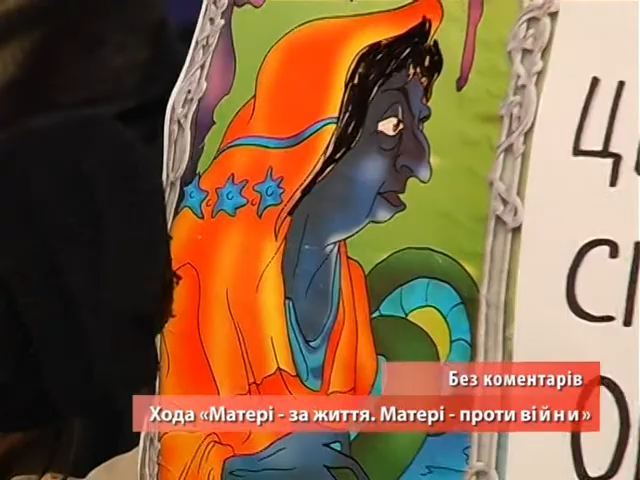 Без коментарів
Хода «Матері - за життя. Матері - проти війни»